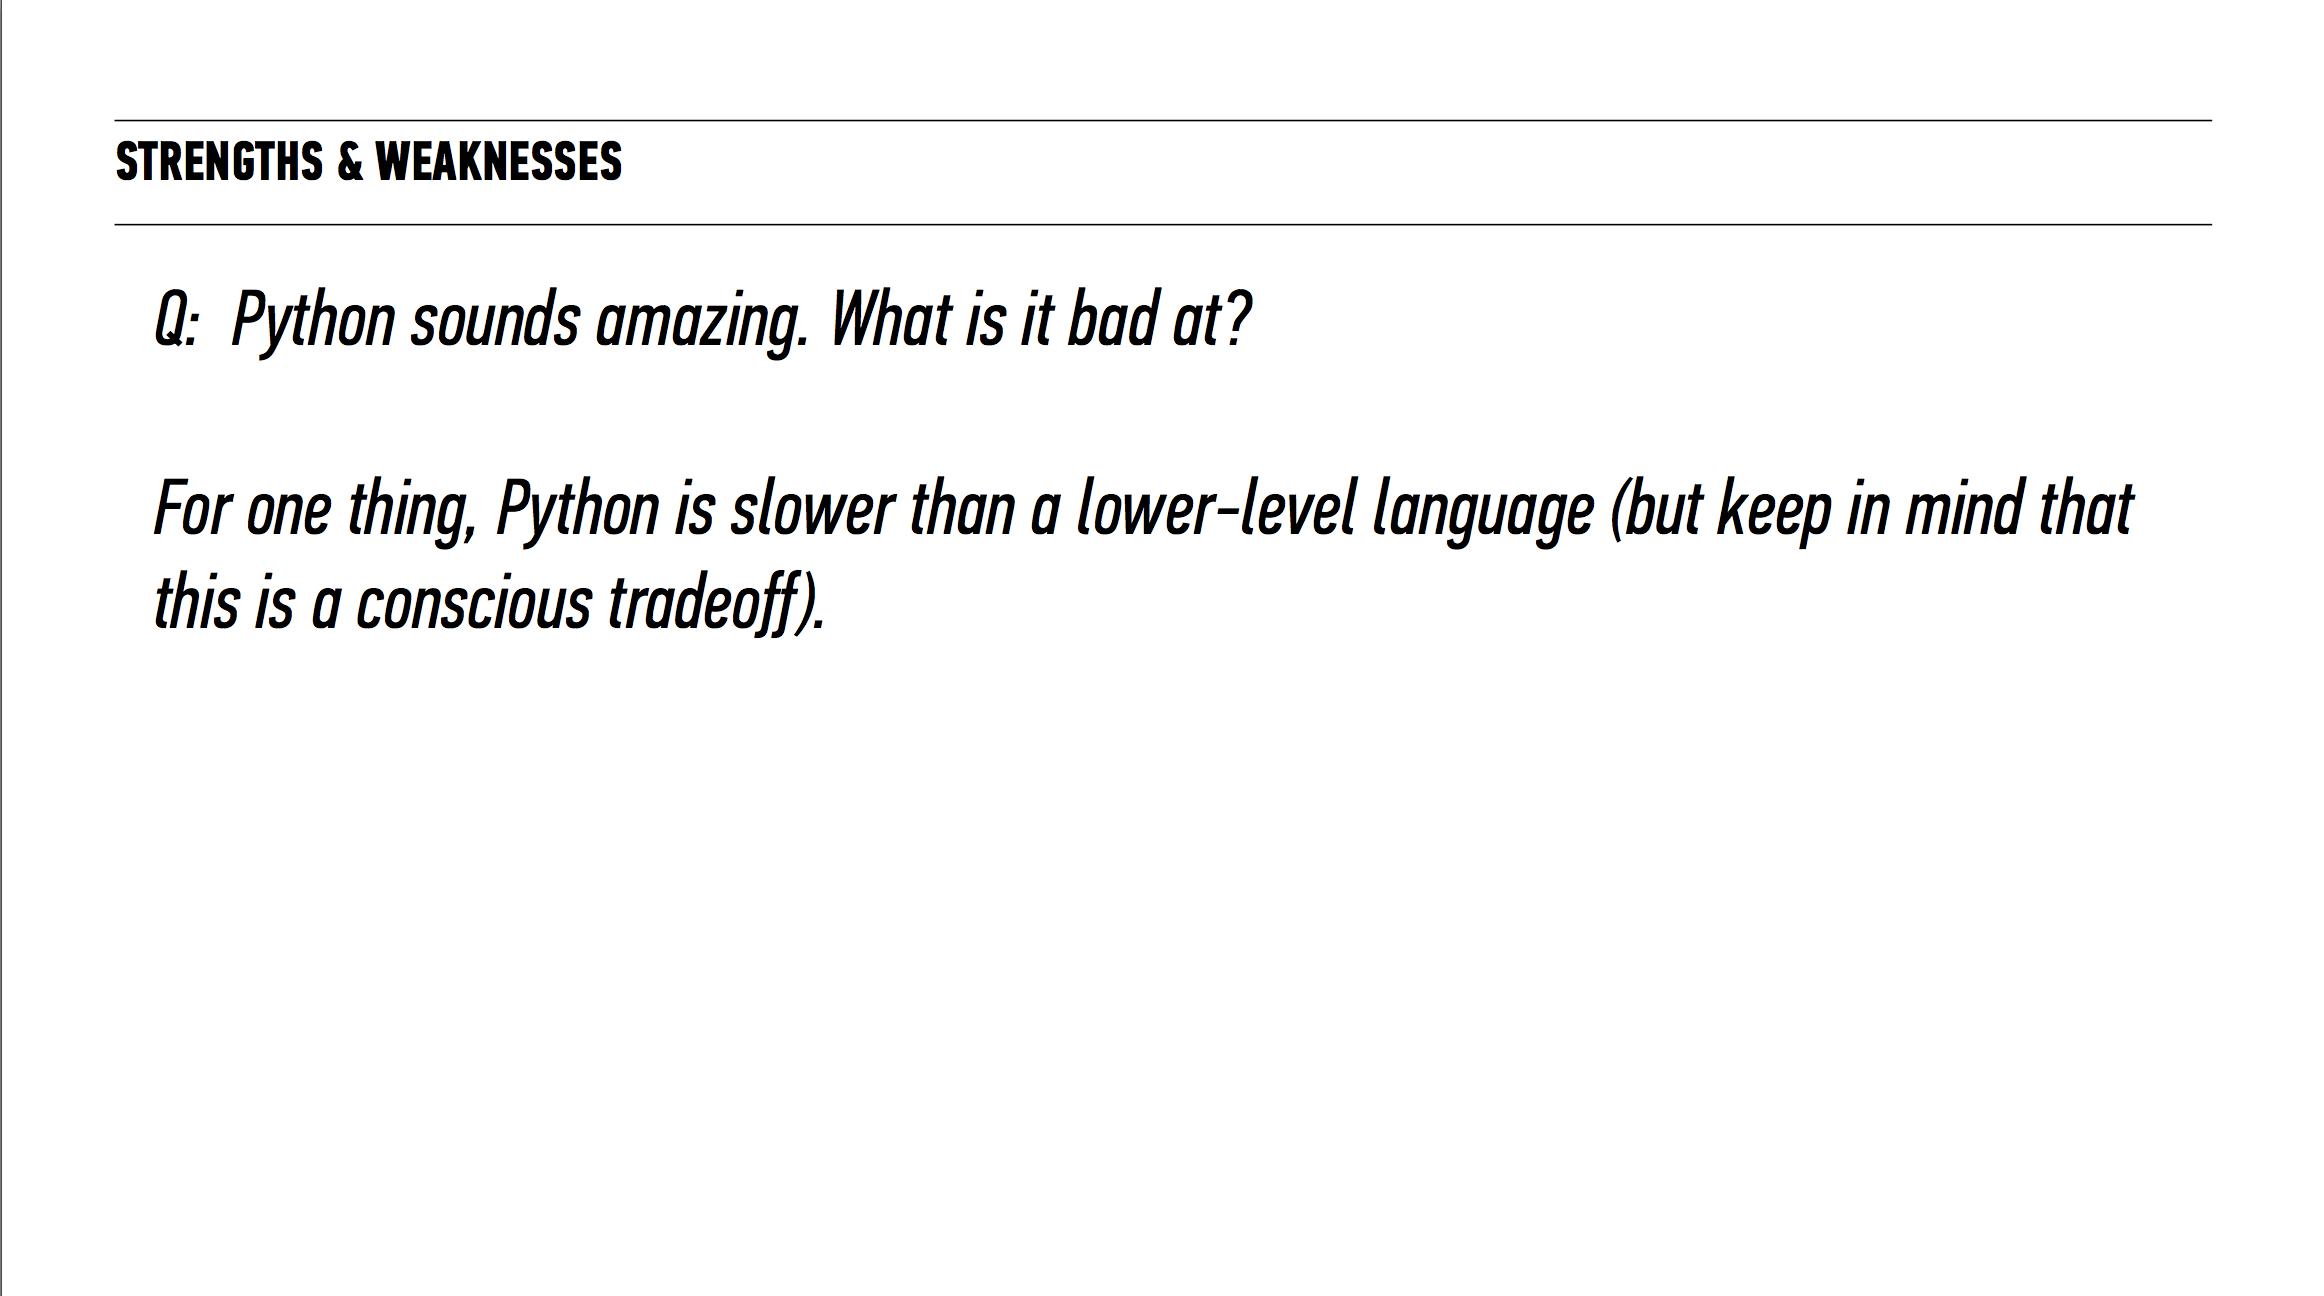 STRENGTHS & WEAKNESSES
Q: Python sounds amazing. What is it bad at?
For one thing, Python is slower than a lower-level language (but keep in mind that
this is a conscious tradeoff).